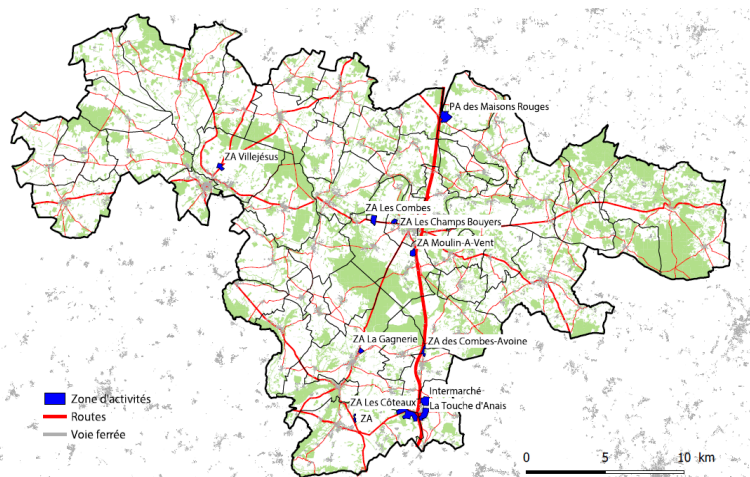 PA des Maisons Rouges
ZA Villejésus
ZA Les Combes
ZA Les Champs Bouyers
ZA Moulin-A-Vent
ZA La Gagnerie
ZA des Combes-Avoine
Intermarché
ZA Les Côteaux
La Touche d'Anais
ZA
Zone d'activités
Routes
Voie ferrée
0 5 10 km